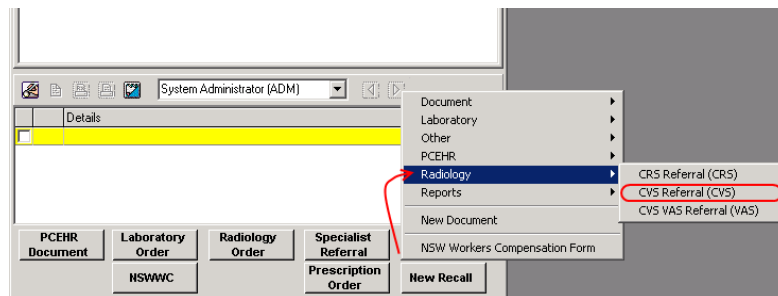 System Administrator (ADM)
Details
Document
Laboratory
Other
PCEHR
Radiology
Reports
New Document
NSW Workers Compensation Form
CRS Referral (CRS)
CVS Referral (CVS)
CVS VAS Referral (VAS)
PCEHR Document
Laboratory Order
Radiology Order
Specialist Referral
NSWWC
Prescription Order
New Recall